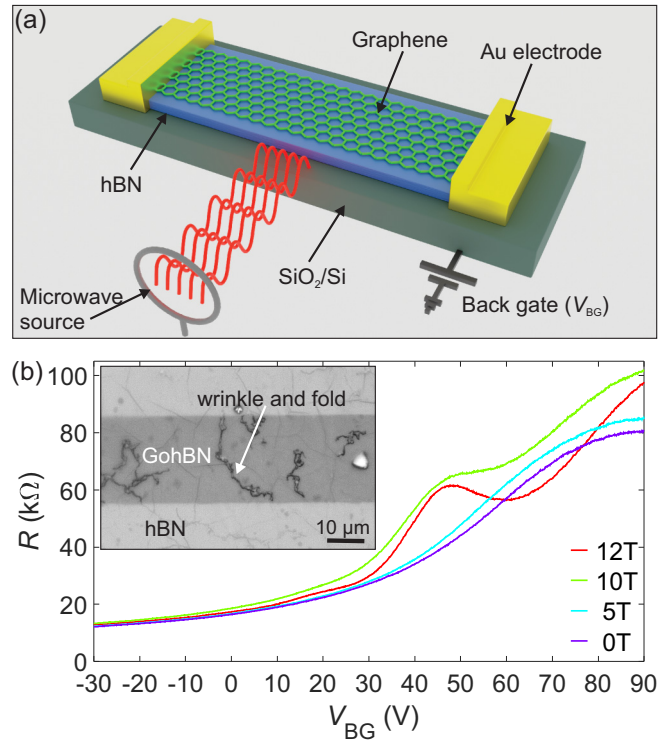 (a)
Graphene
Au electrode
hBN
SiO₂/Si
Microwave
source
Back gate (V_BG)
(b)
100
80
60
40
20
0
R (kΩ)
wrinkle and fold
GohBN
hBN
10 µm
12T
10T
5T
0T
-30 -20 -10 0 10 20 30 40 50 60 70 80 90
V_BG (V)